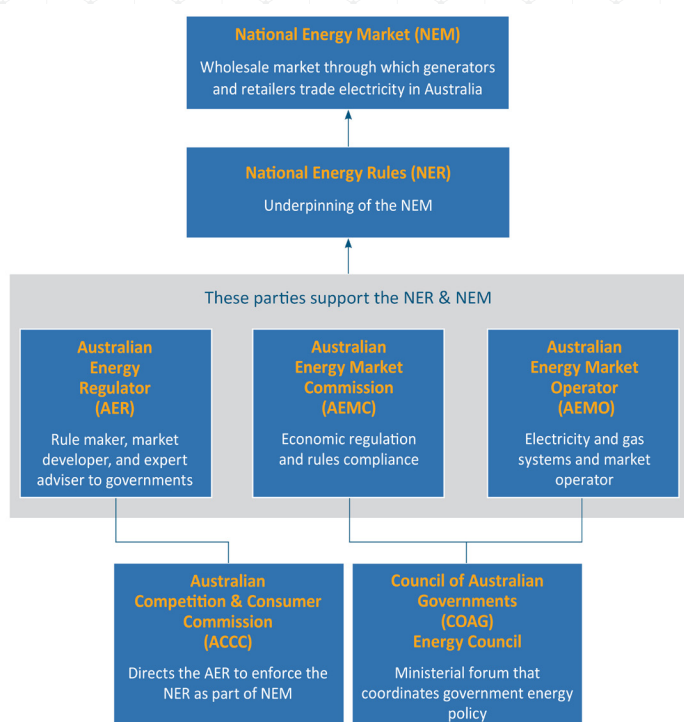 National Energy Market (NEM)
Wholesale market through which generators
and retailers trade electricity in Australia
National Energy Rules (NER)
Underpinning of the NEM
These parties support the NER & NEM
Australian
Energy
Regulator
(AER)
Rule maker, market
developer, and expert
adviser to governments
Australian
Energy Market
Commission
(AEMC)
Economic regulation
and rules compliance
Australian
Energy Market
Operator
(AEMO)
Electricity and gas
systems and market
operator
Australian
Competition & Consumer
Commission
(ACCC)
Directs the AER to enforce the
NER as part of NEM
Council of Australian
Governments
(COAG)
Energy Council
Ministerial forum that
coordinates government energy
policy